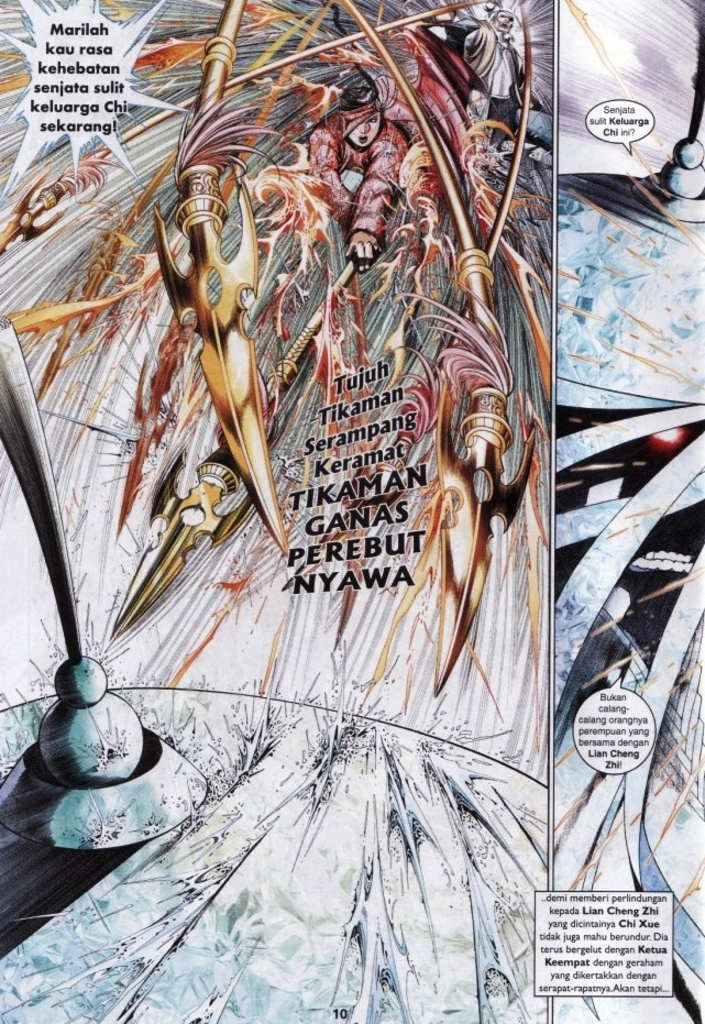 Marilah
kau rasa
kehebatan
senjata sulit
keluarga Chi
sekarang!
Tujuh
Tikaman
Serampang
Keramat
TIKAMAN
GANAS
PEREBUT
NYAWA
Senjata
sulit Keluarga
Chi ini?
Bukan
calang-
calang orangnya
perempuan yang
bersama dengan
Lian Cheng
Zhi!
..demi memberi perlindungan
kepada Lian Cheng Zhi
yang dicintainya Chi Xue
tidak juga mahu berundur. Dia
terus bergelut dengan Ketua
Keempat dengan geraham
yang dikertakkan dengan
serapat-rapatnya.Akan tetapi...
10